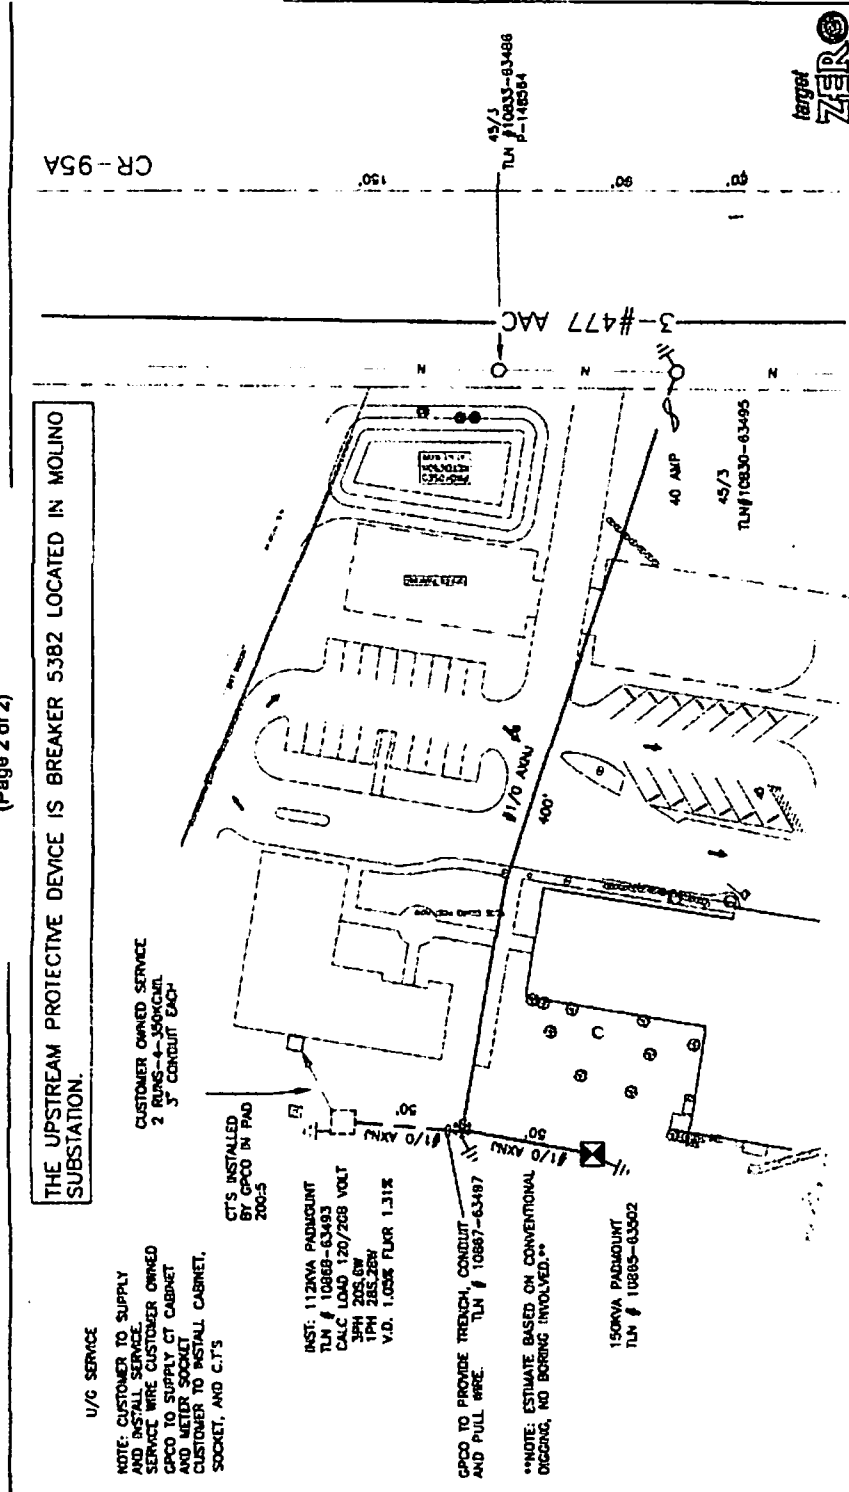 (Page 2 of 2)
THE UPSTREAM PROTECTIVE DEVICE IS BREAKER 5382 LOCATED IN MOLINO
SUBSTATION.
U/G SERVICE
NOTE: CUSTOMER TO SUPPLY
AND INSTALL SERVICE.
SERVICE WIRE CUSTOMER OWNED
GPCO TO SUPPLY CT CABINET
AND METER SOCKET
CUSTOMER TO INSTALL CABINET,
SOCKET, AND C.T'S
CUSTOMER OWNED SERVICE
2 RUNS-4-350KCMIL
3" CONDUIT EACH
CT'S INSTALLED
BY GPCO IN PAD
200:5
INST: 112KVA PADMOUNT
TLN # 10868-63493
CALC LOAD 120/208 VOLT
3PH 20S,6W
1PH 28S,28W
V.D. 1.05% FLKR 1.31%
GPCO TO PROVIDE TRENCH, CONDUIT
AND PULL WIRE.
TLN # 10867-63497
**NOTE: ESTIMATE BASED ON CONVENTIONAL
DIGGING, NO BORING INVOLVED.**
150KVA PADMOUNT
TLN # 10865-63502
#1/0 AXNJ
50'
#1/0 AXNJ
50'
#1/0 AXNJ
400'
C
40 AMP
45/3
TLN#10830-63495
N
N
N
3-#477 AAC
CR-95A
150'
90'
45/3
TLN #10833-63486
P-148564
target
ZERO